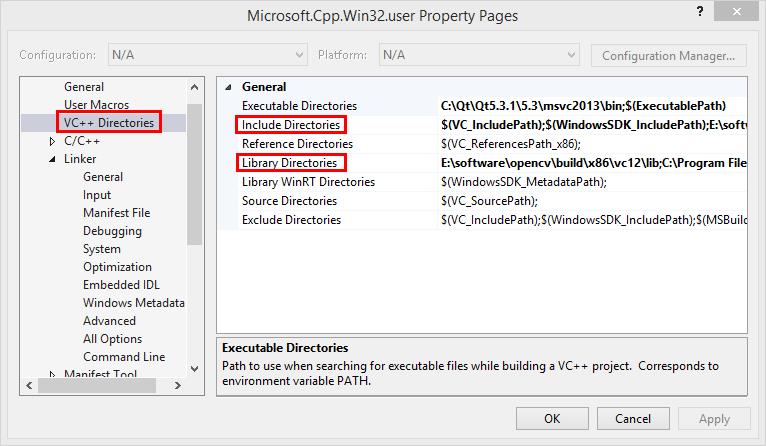 Microsoft.Cpp.Win32.user Property Pages
? ×
Configuration: N/A Platform: N/A Configuration Manager...
General
User Macros
VC++ Directories
C/C++
Linker
General
Input
Manifest File
Debugging
System
Optimization
Embedded IDL
Windows Metadata
Advanced
All Options
Command Line
Manifest Tool
General
Executable Directories C:\Qt\Qt5.3.1\5.3\msvc2013\bin;$(ExecutablePath)
Include Directories $(VC_IncludePath);$(WindowsSDK_IncludePath);E:\softw
Reference Directories $(VC_ReferencesPath_x86);
Library Directories E:\software\opencv\build\x86\vc12\lib;C:\Program File
Library WinRT Directories $(WindowsSDK_MetadataPath);
Source Directories $(VC_SourcePath);
Exclude Directories $(VC_IncludePath);$(WindowsSDK_IncludePath);$(MSBuild
Executable Directories
Path to use when searching for executable files while building a VC++ project. Corresponds to
environment variable PATH.
OK Cancel Apply